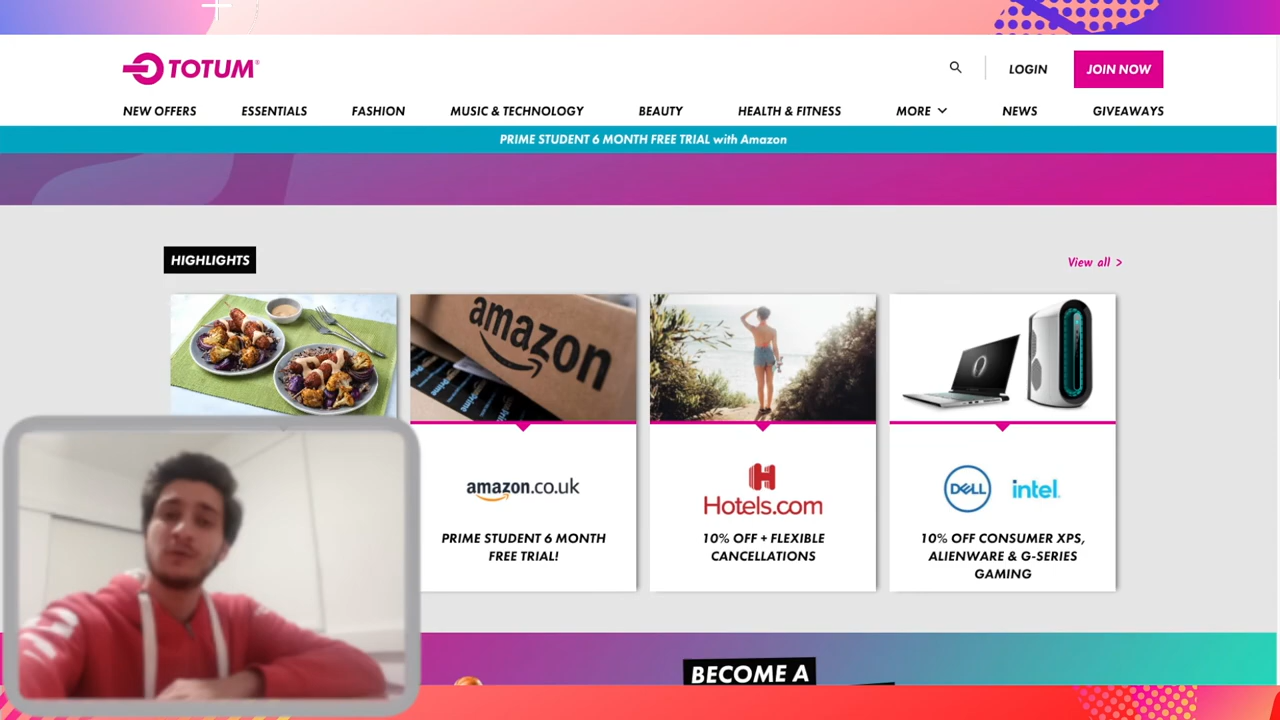 TOTUM
LOGIN
JOIN NOW
NEW OFFERS
ESSENTIALS
FASHION
MUSIC & TECHNOLOGY
BEAUTY
HEALTH & FITNESS
MORE
NEWS
GIVEAWAYS
PRIME STUDENT 6 MONTH FREE TRIAL with Amazon
HIGHLIGHTS
View all >
amazon
amazon.co.uk
PRIME STUDENT 6 MONTH
FREE TRIAL!
Hotels.com
10% OFF + FLEXIBLE
CANCELLATIONS
DELL
intel.
10% OFF CONSUMER XPS,
ALIENWARE & G-SERIES
GAMING
BECOME A